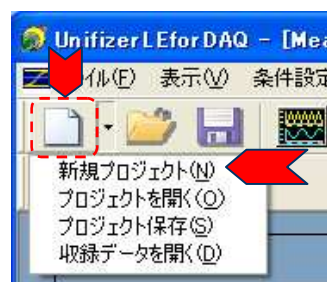 UnifizerLEforDAQ - [Mea
イル(F) 表示(V) 条件設定
新規プロジェクト(N)
プロジェクトを開く(O)
プロジェクト保存(S)
収録データを開く(D)